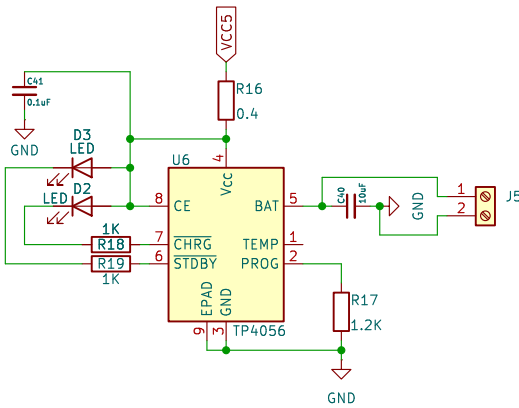 VCC5
C41
0.1uF
GND
R16
0.4
D3
LED
LED
D2
U6
4
Vcc
8
CE
BAT
5
C40
10uF
GND
1
2
J5
1K
R18
7
CHRG
TEMP
1
R19
6
STDBY
PROG
2
1K
EPAD
GND
9
3
TP4056
R17
1.2K
GND